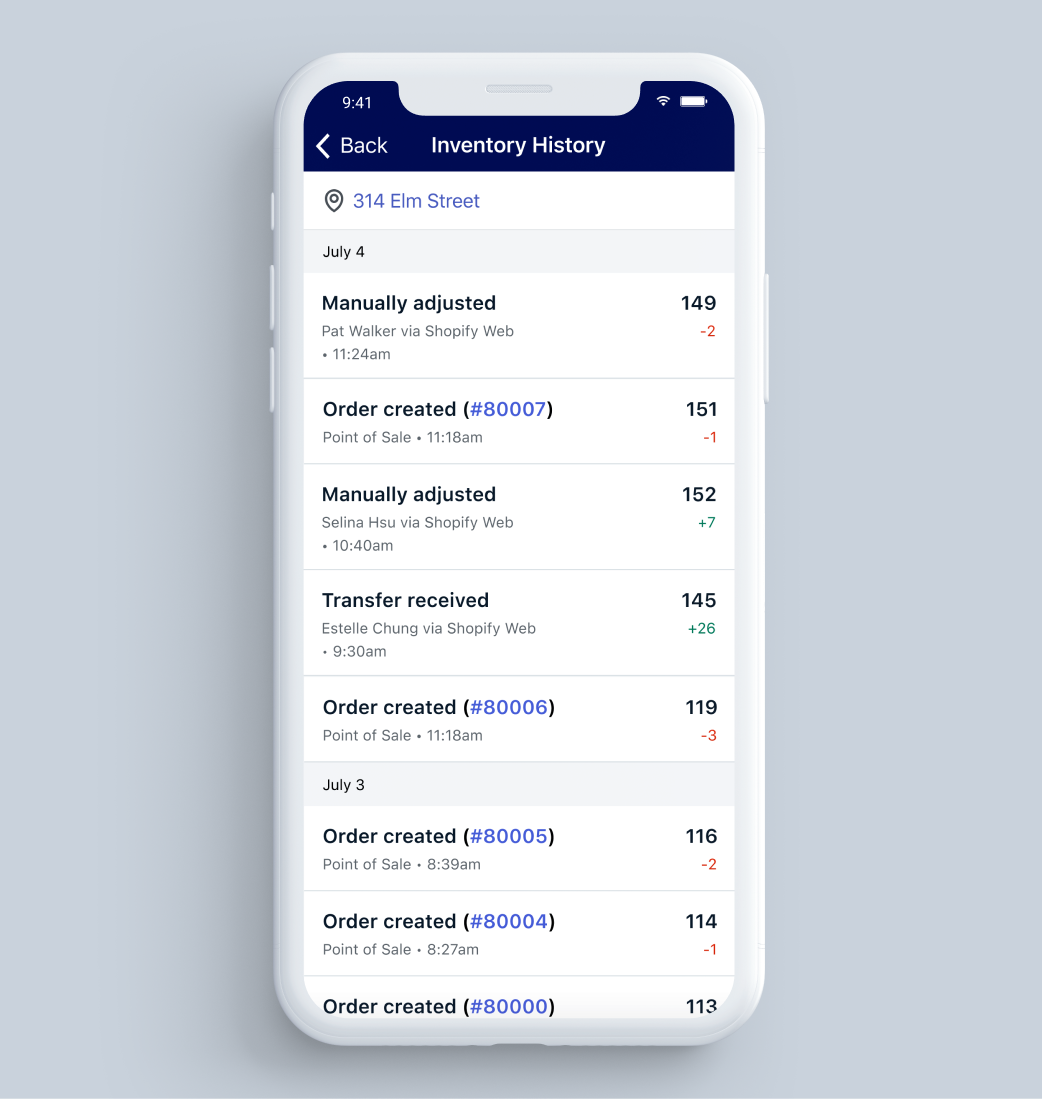 9:41
Back
Inventory History
314 Elm Street
July 4
Manually adjusted 149
Pat Walker via Shopify Web -2
• 11:24am
Order created (#80007) 151
Point of Sale • 11:18am -1
Manually adjusted 152
Selina Hsu via Shopify Web +7
• 10:40am
Transfer received 145
Estelle Chung via Shopify Web +26
• 9:30am
Order created (#80006) 119
Point of Sale • 11:18am -3
July 3
Order created (#80005) 116
Point of Sale • 8:39am -2
Order created (#80004) 114
Point of Sale • 8:27am -1
Order created (#80000) 113